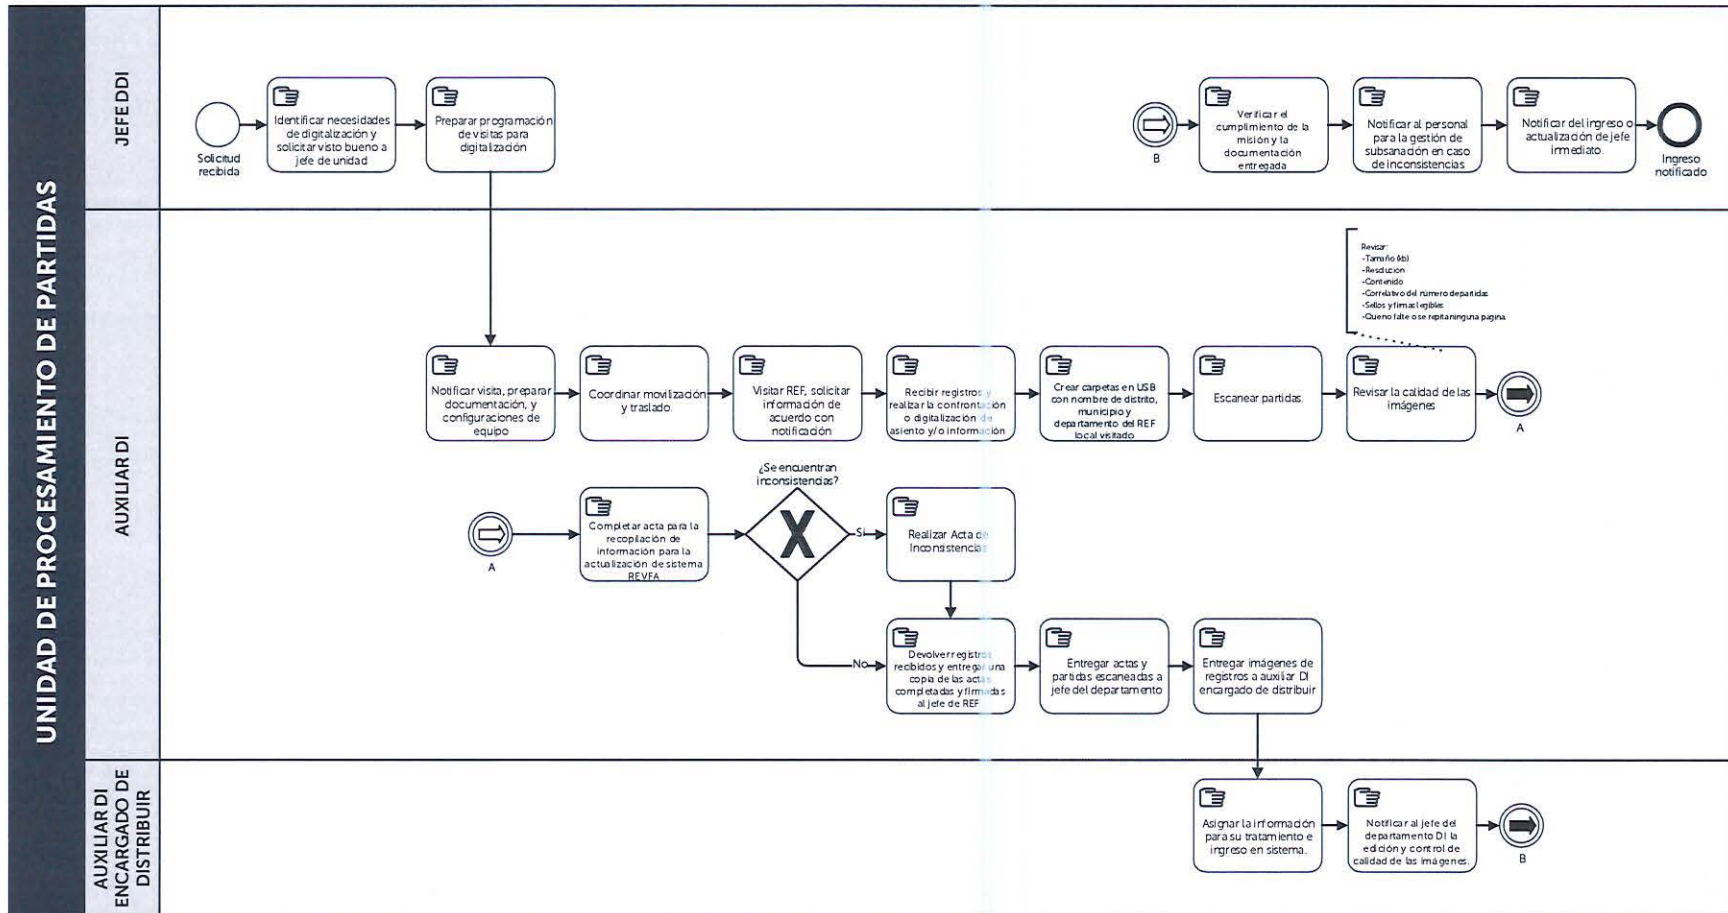 UNIDAD DE PROCESAMIENTO DE PARTIDAS
JEFE DDI
Solicitud
recibida
Identificar necesidades
de digitalización y
solicitar visto bueno a
jefe de unidad
Preparar programación
de visitas para
digitalización
B
Verificar el
cumplimiento de la
misión y la
documentación
entregada
Notificar al personal
para la gestión de
subsanación en caso
de inconsistencias
Notificar del ingreso o
actualización de jefe
inmediato.
Ingreso
notificado
AUXILIAR DI
Revisar:
-Tamaño (kb)
-Resolucion
-Contenido
-Correlativo del número de partidas
-Sellos y firmas legibles
-Que no falte o se repita ninguna pagina.
Notificar visita, preparar
documentación, y
configuraciones de
equipo
Coordinar movilización
y traslado.
Visitar REF, solicitar
información de
acuerdo con
notificación
Recibir registros y
realizar la confrontación
o digitalización de
asiento y/o información
Crear carpetas en USB
con nombre de distrito,
municipio y
departamento del REF
local visitado
Escanear partidas.
Revisar la calidad de las
imágenes
A
A
Completar acta para la
recopilación de
información para la
actualización de sistema
REVFA
¿Se encuentran
inconsistencias?
Si
Realizar Acta de
Inconsistencias
No
Devolver registros
recibidos y entregar una
copia de las actas
completadas y firmadas
al jefe de REF
Entregar actas y
partidas escaneadas a
jefe del departamento
Entregar imágenes de
registros a auxiliar DI
encargado de distribuir
AUXILIAR DI
ENCARGADO DE
DISTRIBUIR
Asignar la información
para su tratamiento e
ingreso en sistema.
Notificar al jefe del
departamento DI la
edición y control de
calidad de las imágenes.
B